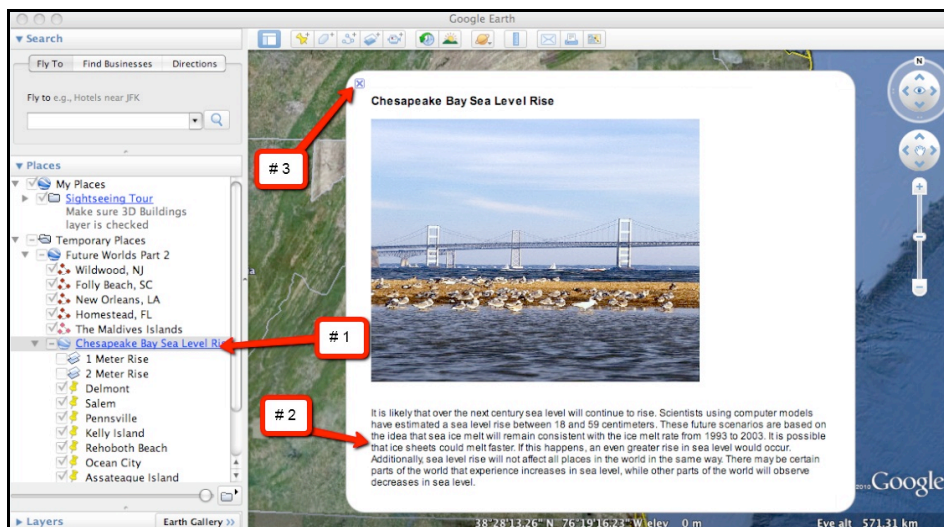 Google Earth
Search
Fly To
Find Businesses
Directions
Fly to e.g., Hotels near JFK
Places
My Places
Sightseeing Tour
Make sure 3D Buildings
layer is checked
Temporary Places
Future Worlds Part 2
Wildwood, NJ
Folly Beach, SC
New Orleans, LA
Homestead, FL
The Maldives Islands
Chesapeake Bay Sea Level Ri
1 Meter Rise
2 Meter Rise
Delmont
Salem
Pennsville
Kelly Island
Rehoboth Beach
Ocean City
Assateague Island
Layers
Earth Gallery >>
# 3
# 1
# 2
Chesapeake Bay Sea Level Rise
It is likely that over the next century sea level will continue to rise. Scientists using computer models
have estimated a sea level rise between 18 and 59 centimeters. These future scenarios are based on
the idea that sea ice melt will remain consistent with the ice melt rate from 1993 to 2003. It is possible
that ice sheets could melt faster. If this happens, an even greater rise in sea level would occur.
Additionally, sea level rise will not affect all places in the world in the same way. There may be certain
parts of the world that experience increases in sea level, while other parts of the world will observe
decreases in sea level.
N
©2010 Google
38°28'13.26" N 76°19'16.23" W elev 0 m
Eye alt 571.31 km